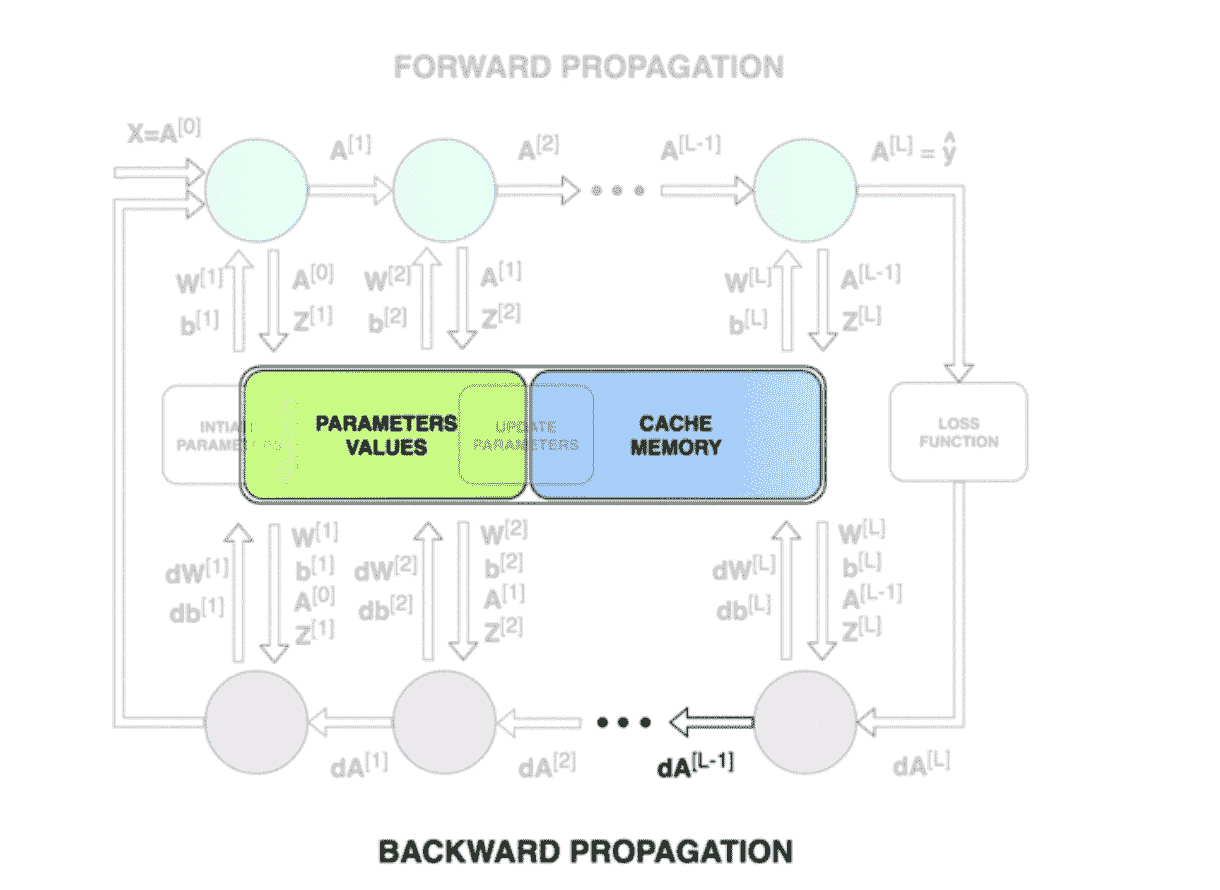 FORWARD PROPAGATION
X=A[0]
A[1]
A[2]
A[L-1]
A[L] = ŷ
W[1]
b[1]
A[0]
Z[1]
W[2]
b[2]
A[1]
Z[2]
W[L]
b[L]
A[L-1]
Z[L]
PARAMETERS
VALUES
UPDATE
PARAMETERS
CACHE
MEMORY
LOSS
FUNCTION
dW[1]
db[1]
W[1]
b[1]
A[0]
Z[1]
dW[2]
db[2]
W[2]
b[2]
A[1]
Z[2]
dW[L]
db[L]
W[L]
b[L]
A[L-1]
Z[L]
dA[1]
dA[2]
dA[L-1]
dA[L]
BACKWARD PROPAGATION